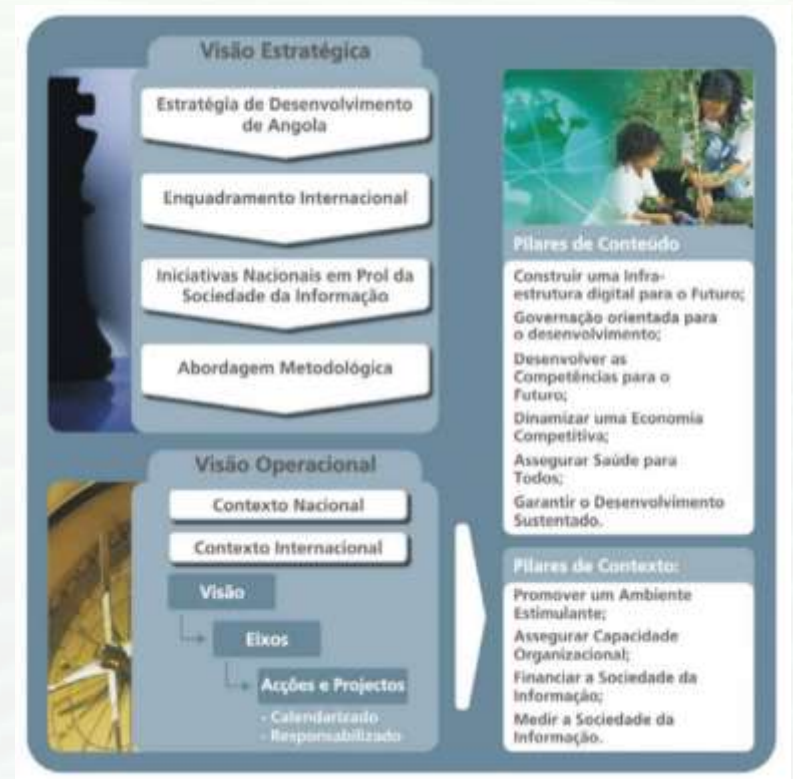 Visão Estratégica
Estratégia de Desenvolvimento
de Angola
Enquadramento Internacional
Iniciativas Nacionais em Prol da
Sociedade da Informação
Abordagem Metodológica
Visão Operacional
Contexto Nacional
Contexto Internacional
Visão
Eixos
Acções e Projectos
- Calendarizado
- Responsabilizado
Pilares de Conteúdo
Construir uma Infra-
estrutura digital para o Futuro;
Governação orientada para
o desenvolvimento;
Desenvolver as
Competências para o
Futuro;
Dinamizar uma Economia
Competitiva;
Assegurar Saúde para
Todos;
Garantir o Desenvolvimento
Sustentado.
Pilares de Contexto:
Promover um Ambiente
Estimulante;
Assegurar Capacidade
Organizacional;
Financiar a Sociedade da
Informação;
Medir a Sociedade da
Informação.